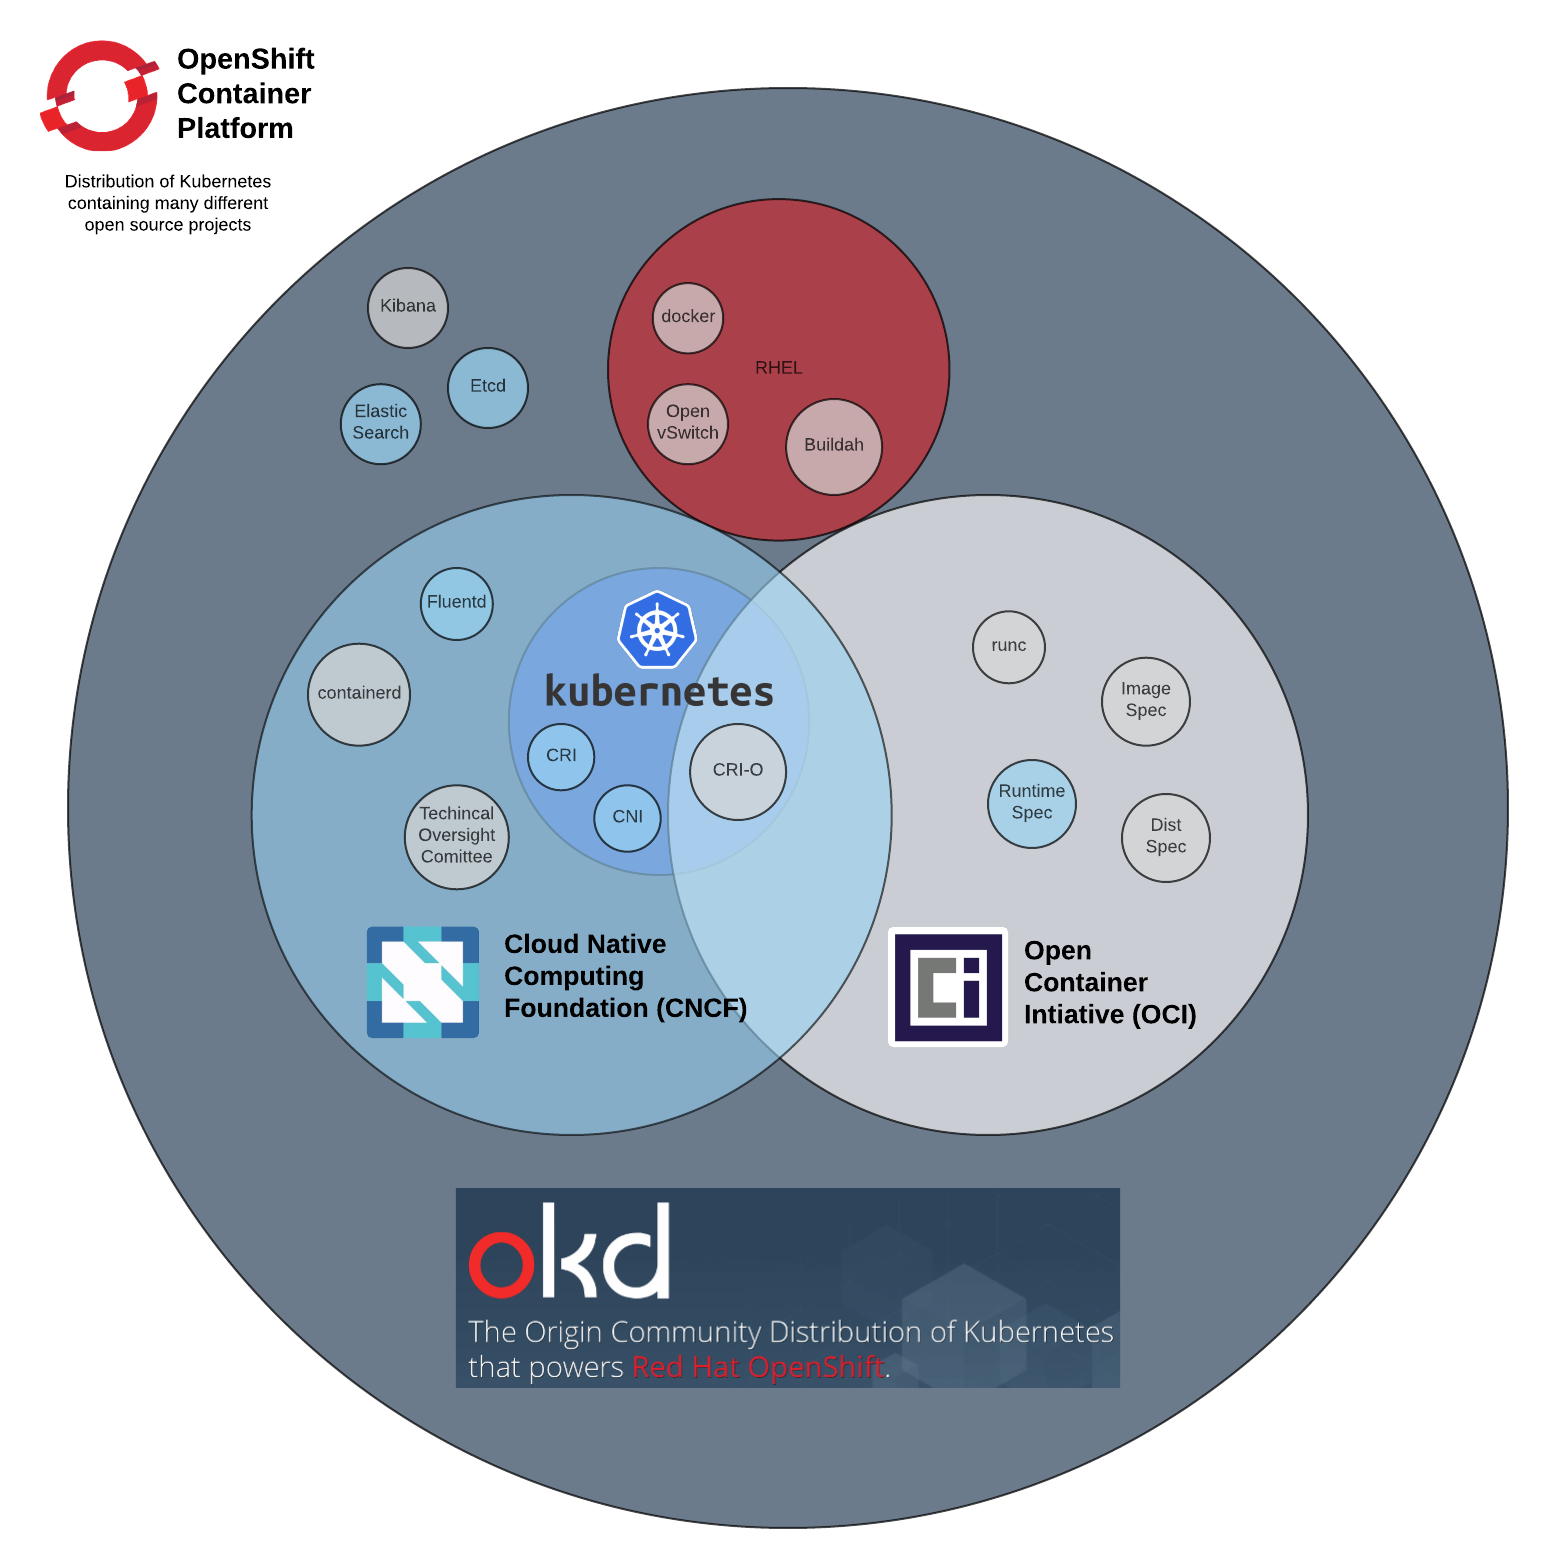 OpenShift
Container
Platform
Distribution of Kubernetes
containing many different
open source projects
Kibana
Etcd
Elastic
Search
docker
RHEL
Open
vSwitch
Buildah
Fluentd
containerd
Techincal
Oversight
Comittee
kubernetes
CRI
CNI
CRI-O
runc
Image
Spec
Runtime
Spec
Dist
Spec
Cloud Native
Computing
Foundation (CNCF)
Open
Container
Intiative (OCI)
okd
The Origin Community Distribution of Kubernetes
that powers Red Hat OpenShift.